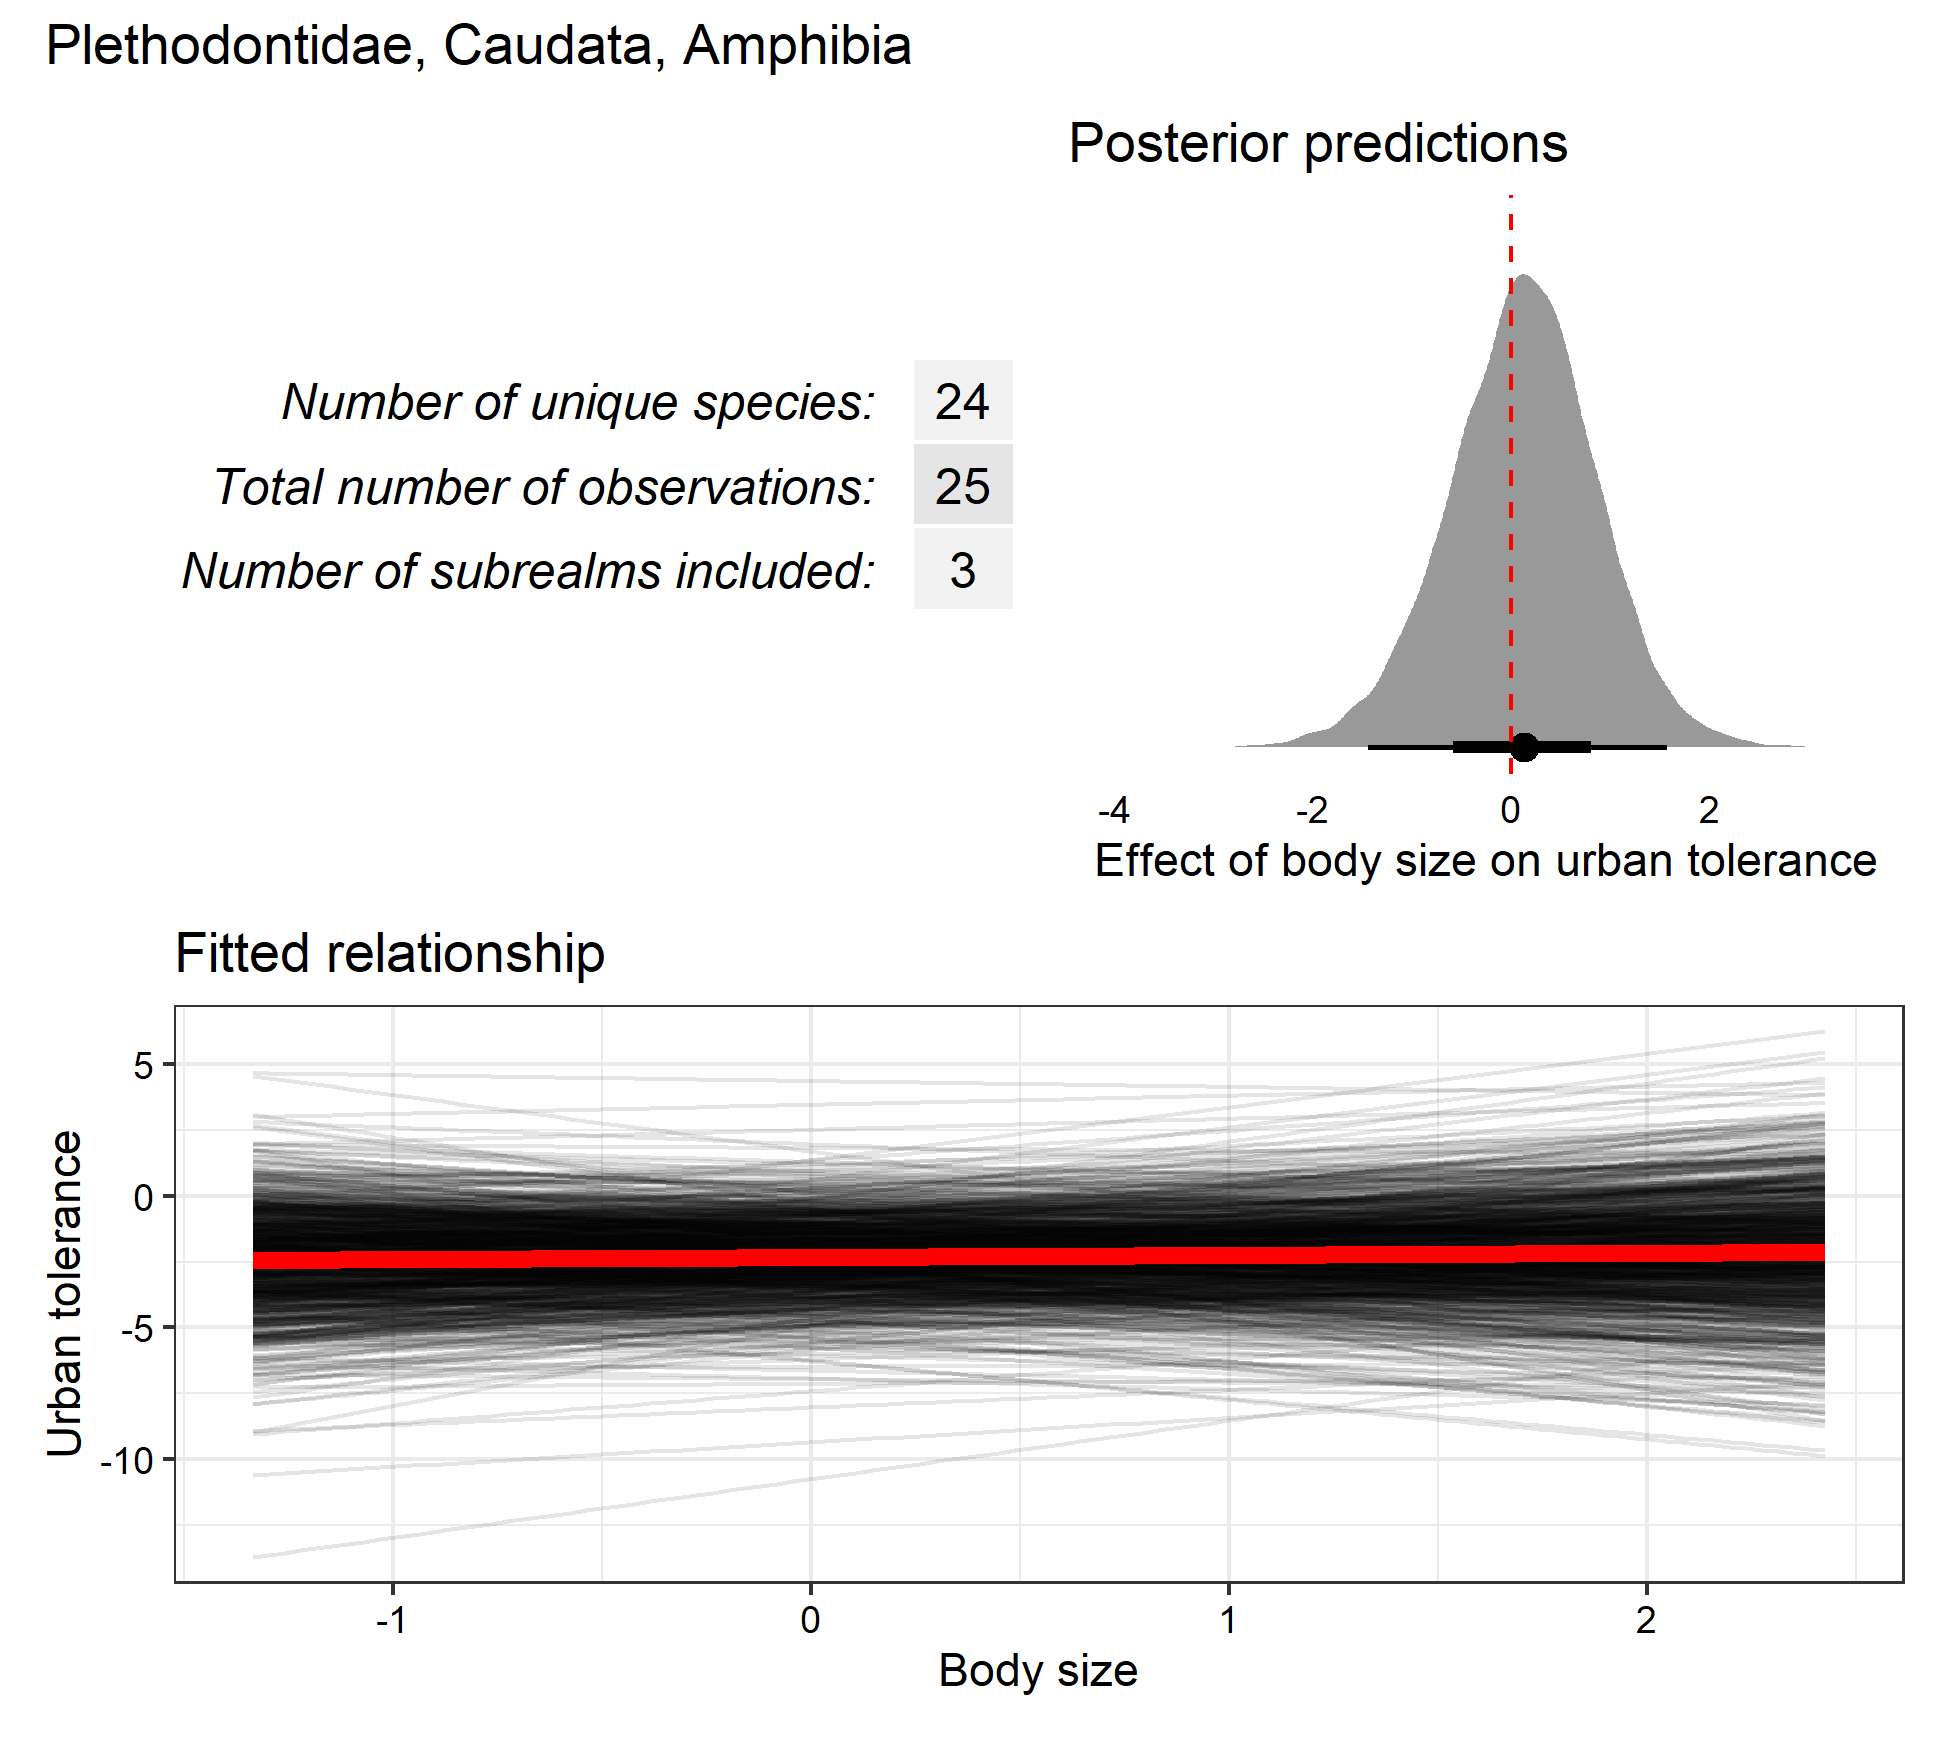 Plethodontidae, Caudata, Amphibia
Posterior predictions
Number of unique species: 24
Total number of observations: 25
Number of subrealms included: 3
-4 -2 0 2
Effect of body size on urban tolerance
Fitted relationship
5
0
-5
-10
Urban tolerance
-1 0 1 2
Body size